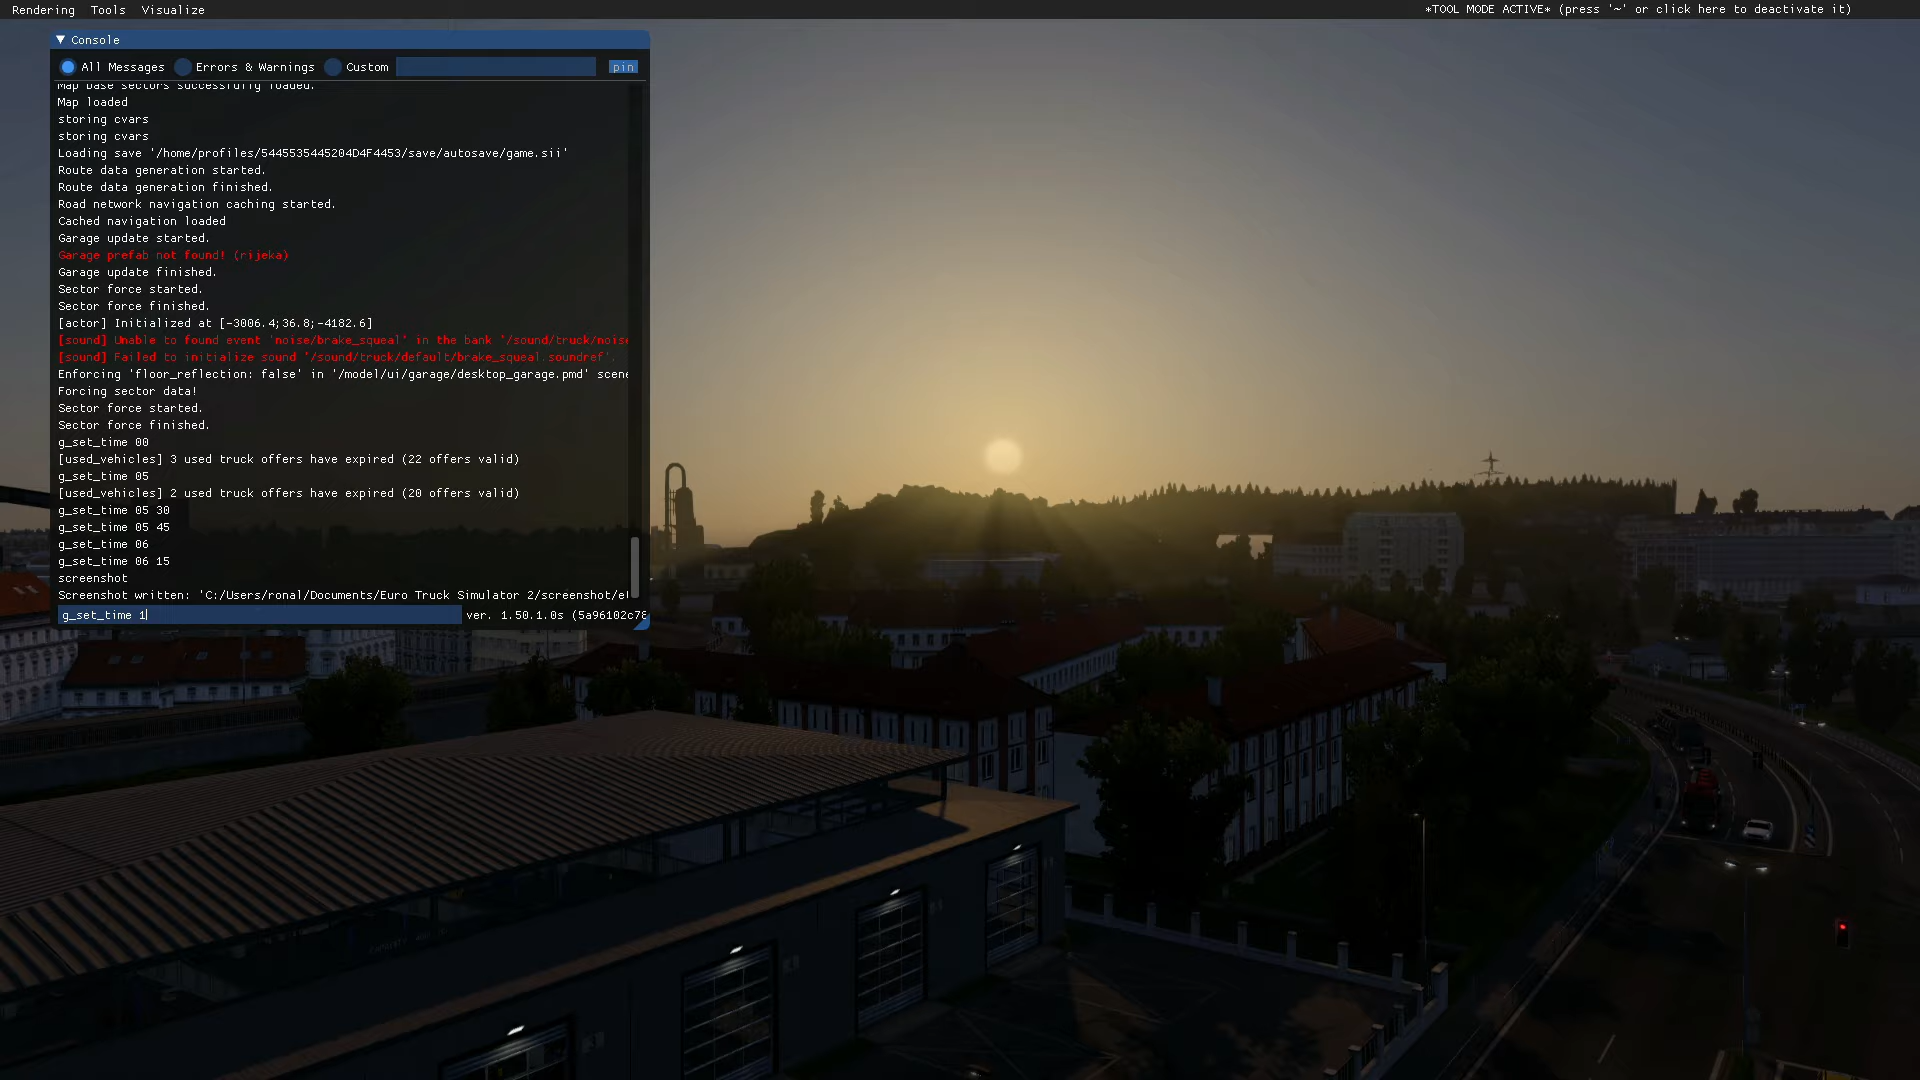 Rendering Tools Visualize
*TOOL MODE ACTIVE* (press '~' or click here to deactivate it)
Console
All Messages Errors & Warnings Custom pin
Map base sectors successfully loaded.
Map loaded
storing cvars
storing cvars
Loading save '/home/profiles/5445535445204D4F4453/save/autosave/game.sii'
Route data generation started.
Route data generation finished.
Road network navigation caching started.
Cached navigation loaded
Garage update started.
Garage prefab not found! (rijeka)
Garage update finished.
Sector force started.
Sector force finished.
[actor] Initialized at [-3006.4;36.8;-4182.6]
[sound] Unable to found event 'noise/brake_squeal' in the bank '/sound/truck/noise
[sound] Failed to initialize sound '/sound/truck/default/brake_squeal.soundref'.
Enforcing 'floor_reflection: false' in '/model/ui/garage/desktop_garage.pmd' scene
Forcing sector data!
Sector force started.
Sector force finished.
g_set_time 00
[used_vehicles] 3 used truck offers have expired (22 offers valid)
g_set_time 05
[used_vehicles] 2 used truck offers have expired (20 offers valid)
g_set_time 05 30
g_set_time 05 45
g_set_time 06
g_set_time 06 15
screenshot
Screenshot written: 'C:/Users/ronal/Documents/Euro Truck Simulator 2/screenshot/et
g_set_time 1
ver. 1.50.1.0s (5a96102c78